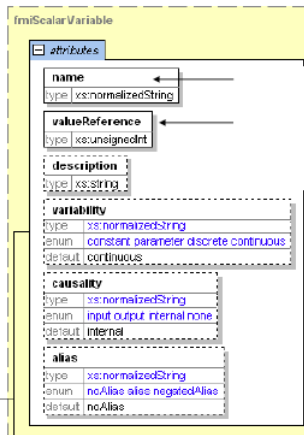 fmiScalarVariable
attributes
name
type xs:normalizedString
valueReference
type xs:unsignedInt
description
type xs:string
variability
type xs:normalizedString
enum constant parameter discrete continuous
default continuous
causality
type xs:normalizedString
enum input output internal none
default internal
alias
type xs:normalizedString
enum noAlias alias negatedAlias
default noAlias